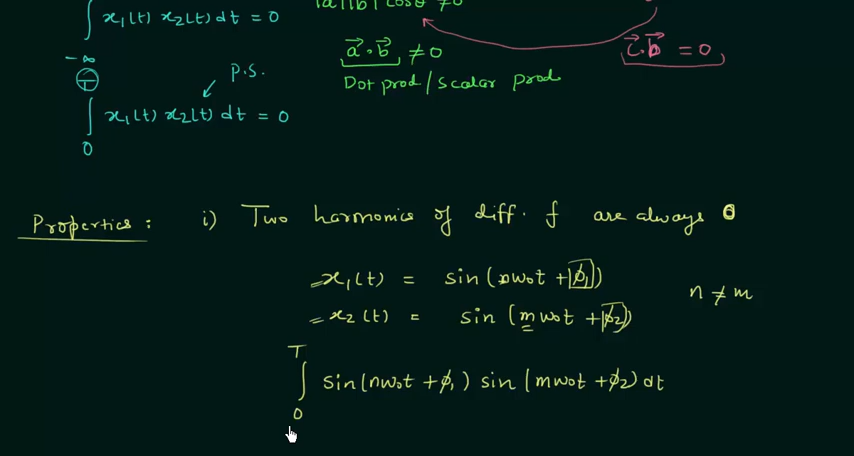 ∫ x₁(t) x₂(t) dt = 0
-∞
|a||b| cosθ ≠ 0
a⃗ · b⃗ ≠ 0
c⃗ · b⃗ = 0
Dot prod / scalar prod
p.s.
T
∫ x₁(t) x₂(t) dt = 0
0
Properties : i) Two harmonics of diff. f are always 0
x₁(t) = sin(nω₀t + ϕ₁)
n ≠ m
x₂(t) = sin(mω₀t + ϕ₂)
T
∫ sin(nω₀t + ϕ₁) sin(mω₀t + ϕ₂) dt
0